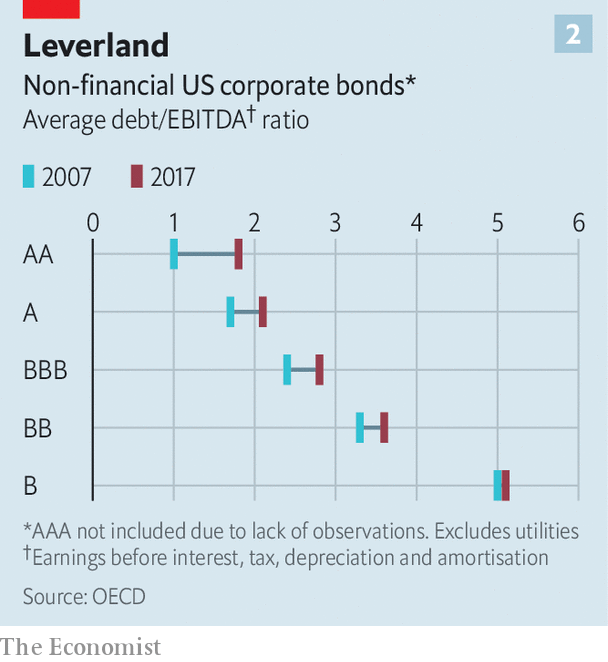 Leverland
2
Non-financial US corporate bonds*
Average debt/EBITDA† ratio
2007 2017
0 1 2 3 4 5 6
AA
A
BBB
BB
B
*AAA not included due to lack of observations. Excludes utilities
†Earnings before interest, tax, depreciation and amortisation
Source: OECD
The Economist